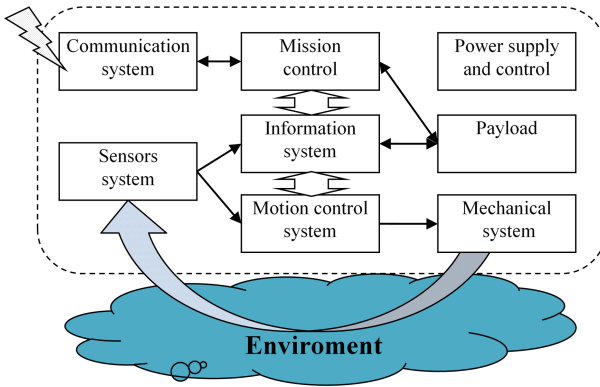 Communication
system
Mission
control
Power supply
and control
Information
system
Payload
Sensors
system
Motion control
system
Mechanical
system
Enviroment